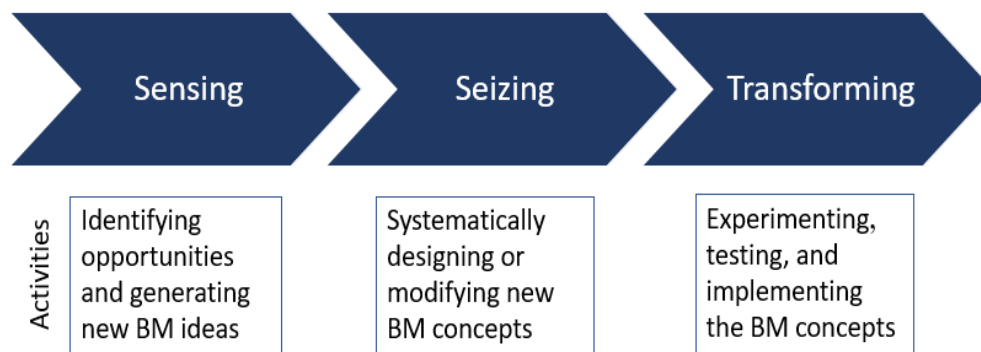 Sensing
Seizing
Transforming
Activities
Identifying
opportunities
and generating
new BM ideas
Systematically
designing or
modifying new
BM concepts
Experimenting,
testing, and
implementing
the BM concepts